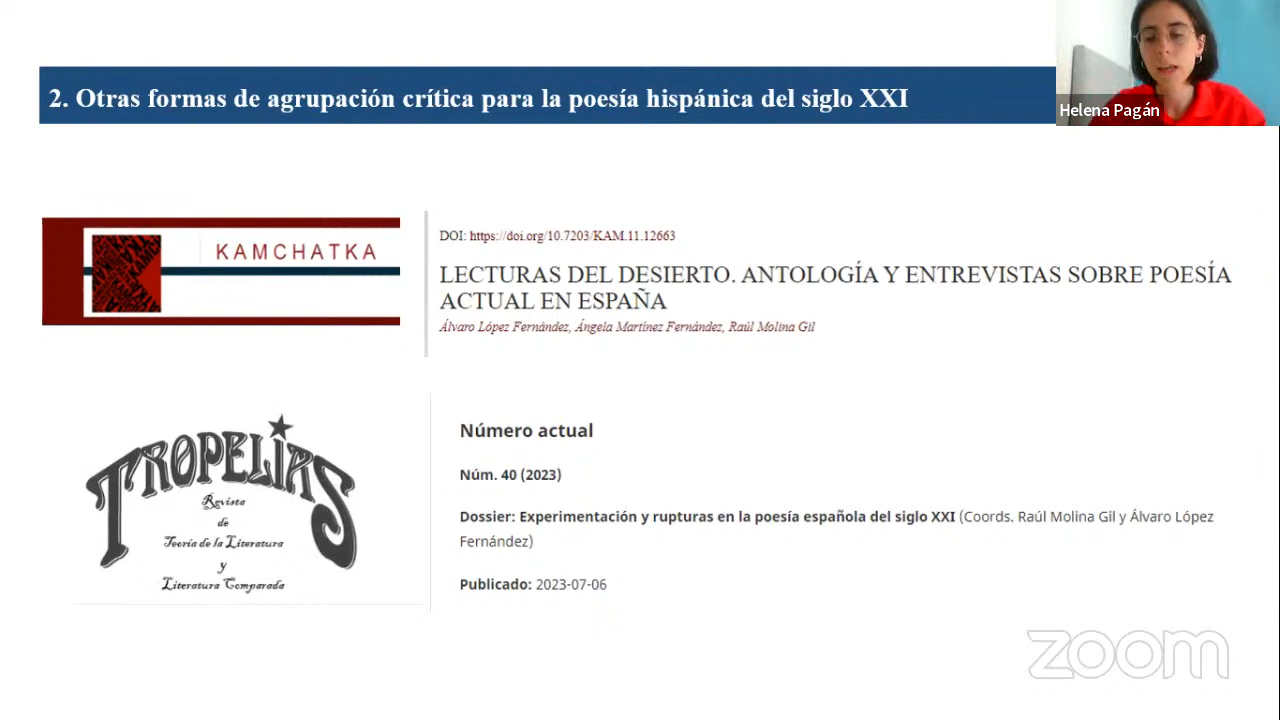 2. Otras formas de agrupación crítica para la poesía hispánica del siglo XXI
Helena Pagán
KAMCHATKA
DOI: https://doi.org/10.7203/KAM.11.12663
LECTURAS DEL DESIERTO. ANTOLOGÍA Y ENTREVISTAS SOBRE POESÍA
ACTUAL EN ESPAÑA
Álvaro López Fernández, Ángela Martínez Fernández, Raúl Molina Gil
TROPELIAS
Revista
de
Teoría de la Literatura
y
Literatura Comparada
Número actual
Núm. 40 (2023)
Dossier: Experimentación y rupturas en la poesía española del siglo XXI (Coords. Raúl Molina Gil y Álvaro López
Fernández)
Publicado: 2023-07-06
zoom